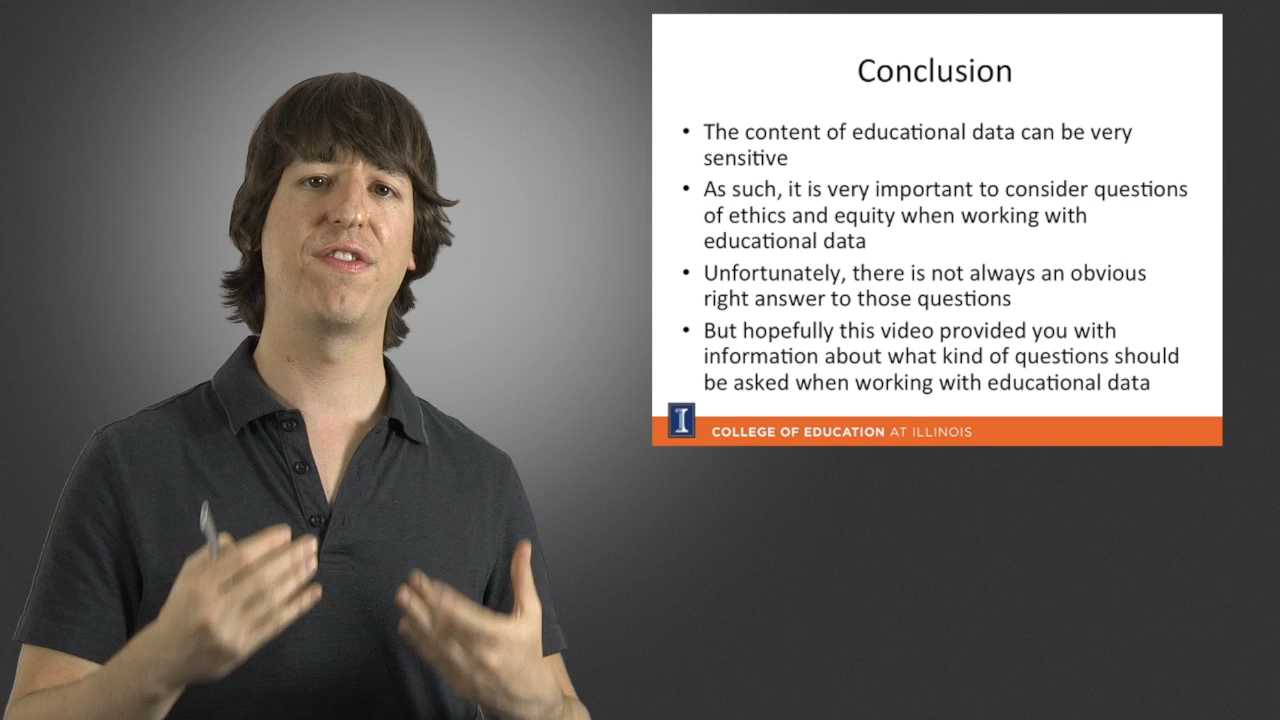 Conclusion
• The content of educational data can be very
sensitive
• As such, it is very important to consider questions
of ethics and equity when working with
educational data
• Unfortunately, there is not always an obvious
right answer to those questions
• But hopefully this video provided you with
information about what kind of questions should
be asked when working with educational data
I COLLEGE OF EDUCATION AT ILLINOIS